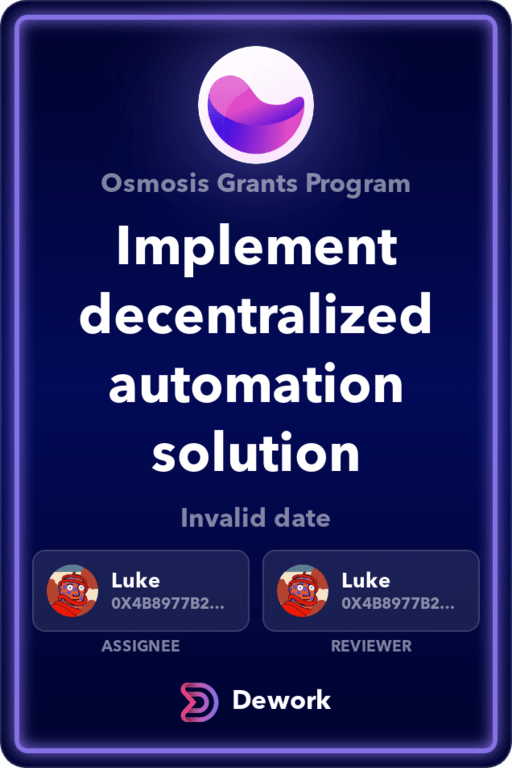 Osmosis Grants Program
Implement
decentralized
automation
solution
Invalid date
Luke
0X4B8977B2...
Luke
0X4B8977B2...
ASSIGNEE
REVIEWER
Dework